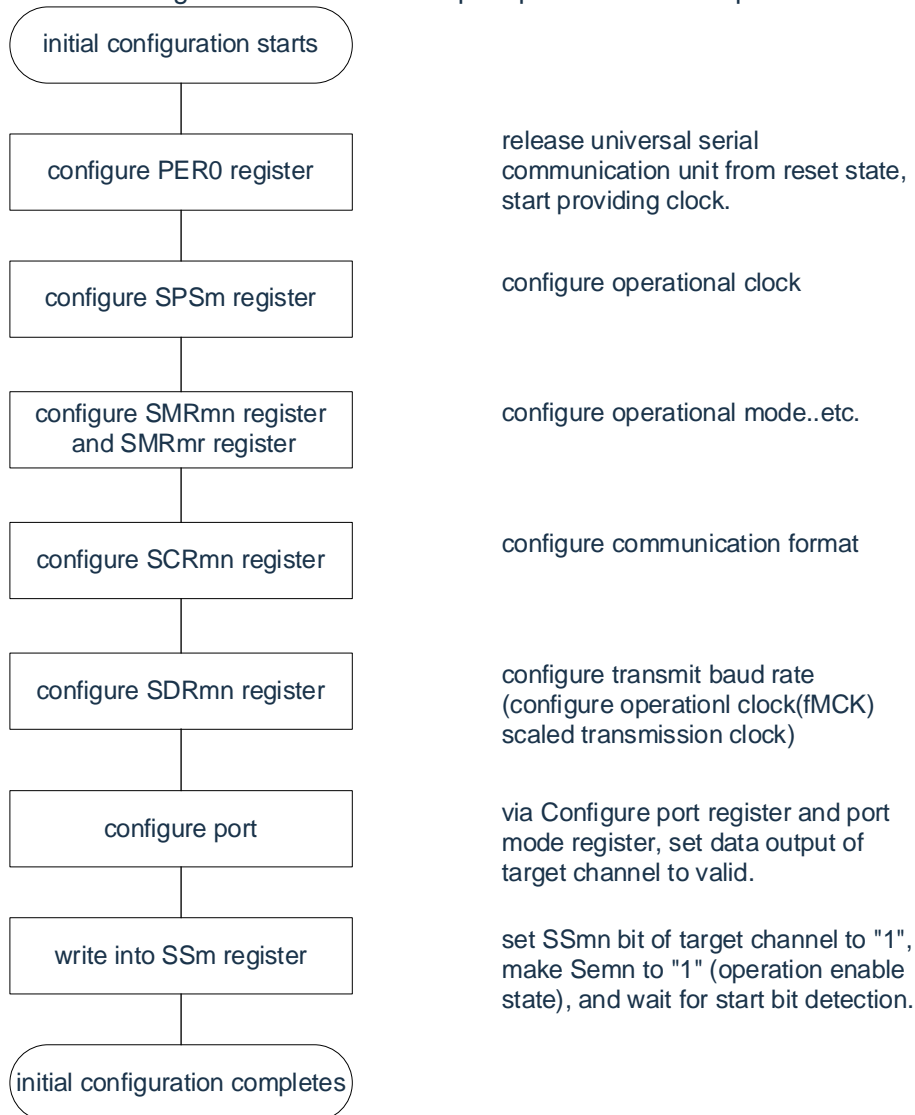 initial configuration starts
configure PER0 register
release universal serial
communication unit from reset state,
start providing clock.
configure SPSm register
configure operational clock
configure SMRmn register
and SMRmr register
configure operational mode..etc.
configure SCRmn register
configure communication format
configure SDRmn register
configure transmit baud rate
(configure operationl clock(fMCK)
scaled transmission clock)
configure port
via Configure port register and port
mode register, set data output of
target channel to valid.
write into SSm register
set SSmn bit of target channel to "1",
make Semn to "1" (operation enable
state), and wait for start bit detection.
initial configuration completes